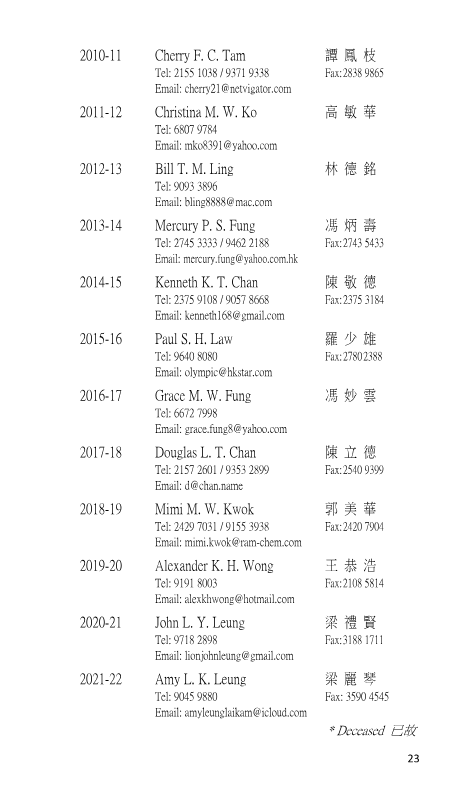 2010-11 Cherry F. C. Tam 譚 鳳 枝
Tel: 2155 1038 / 9371 9338 Fax: 2838 9865
Email: cherry21@netvigator.com
2011-12 Christina M. W. Ko 高 敏 華
Tel: 6807 9784
Email: mko8391@yahoo.com
2012-13 Bill T. M. Ling 林 德 銘
Tel: 9093 3896
Email: bling8888@mac.com
2013-14 Mercury P. S. Fung 馮 炳 壽
Tel: 2745 3333 / 9462 2188 Fax: 2743 5433
Email: mercury.fung@yahoo.com.hk
2014-15 Kenneth K. T. Chan 陳 敬 德
Tel: 2375 9108 / 9057 8668 Fax: 2375 3184
Email: kenneth168@gmail.com
2015-16 Paul S. H. Law 羅 少 雄
Tel: 9640 8080 Fax: 27802388
Email: olympic@hkstar.com
2016-17 Grace M. W. Fung 馮 妙 雲
Tel: 6672 7998
Email: grace.fung8@yahoo.com
2017-18 Douglas L. T. Chan 陳 立 德
Tel: 2157 2601 / 9353 2899 Fax: 2540 9399
Email: d@chan.name
2018-19 Mimi M. W. Kwok 郭 美 華
Tel: 2429 7031 / 9155 3938 Fax: 2420 7904
Email: mimi.kwok@ram-chem.com
2019-20 Alexander K. H. Wong 王 恭 浩
Tel: 9191 8003 Fax: 2108 5814
Email: alexkhwong@hotmail.com
2020-21 John L. Y. Leung 梁 禮 賢
Tel: 9718 2898 Fax: 3188 1711
Email: lionjohnleung@gmail.com
2021-22 Amy L. K. Leung 梁 麗 琴
Tel: 9045 9880 Fax: 3590 4545
Email: amyleunglaikam@icloud.com
* Deceased 已故
23